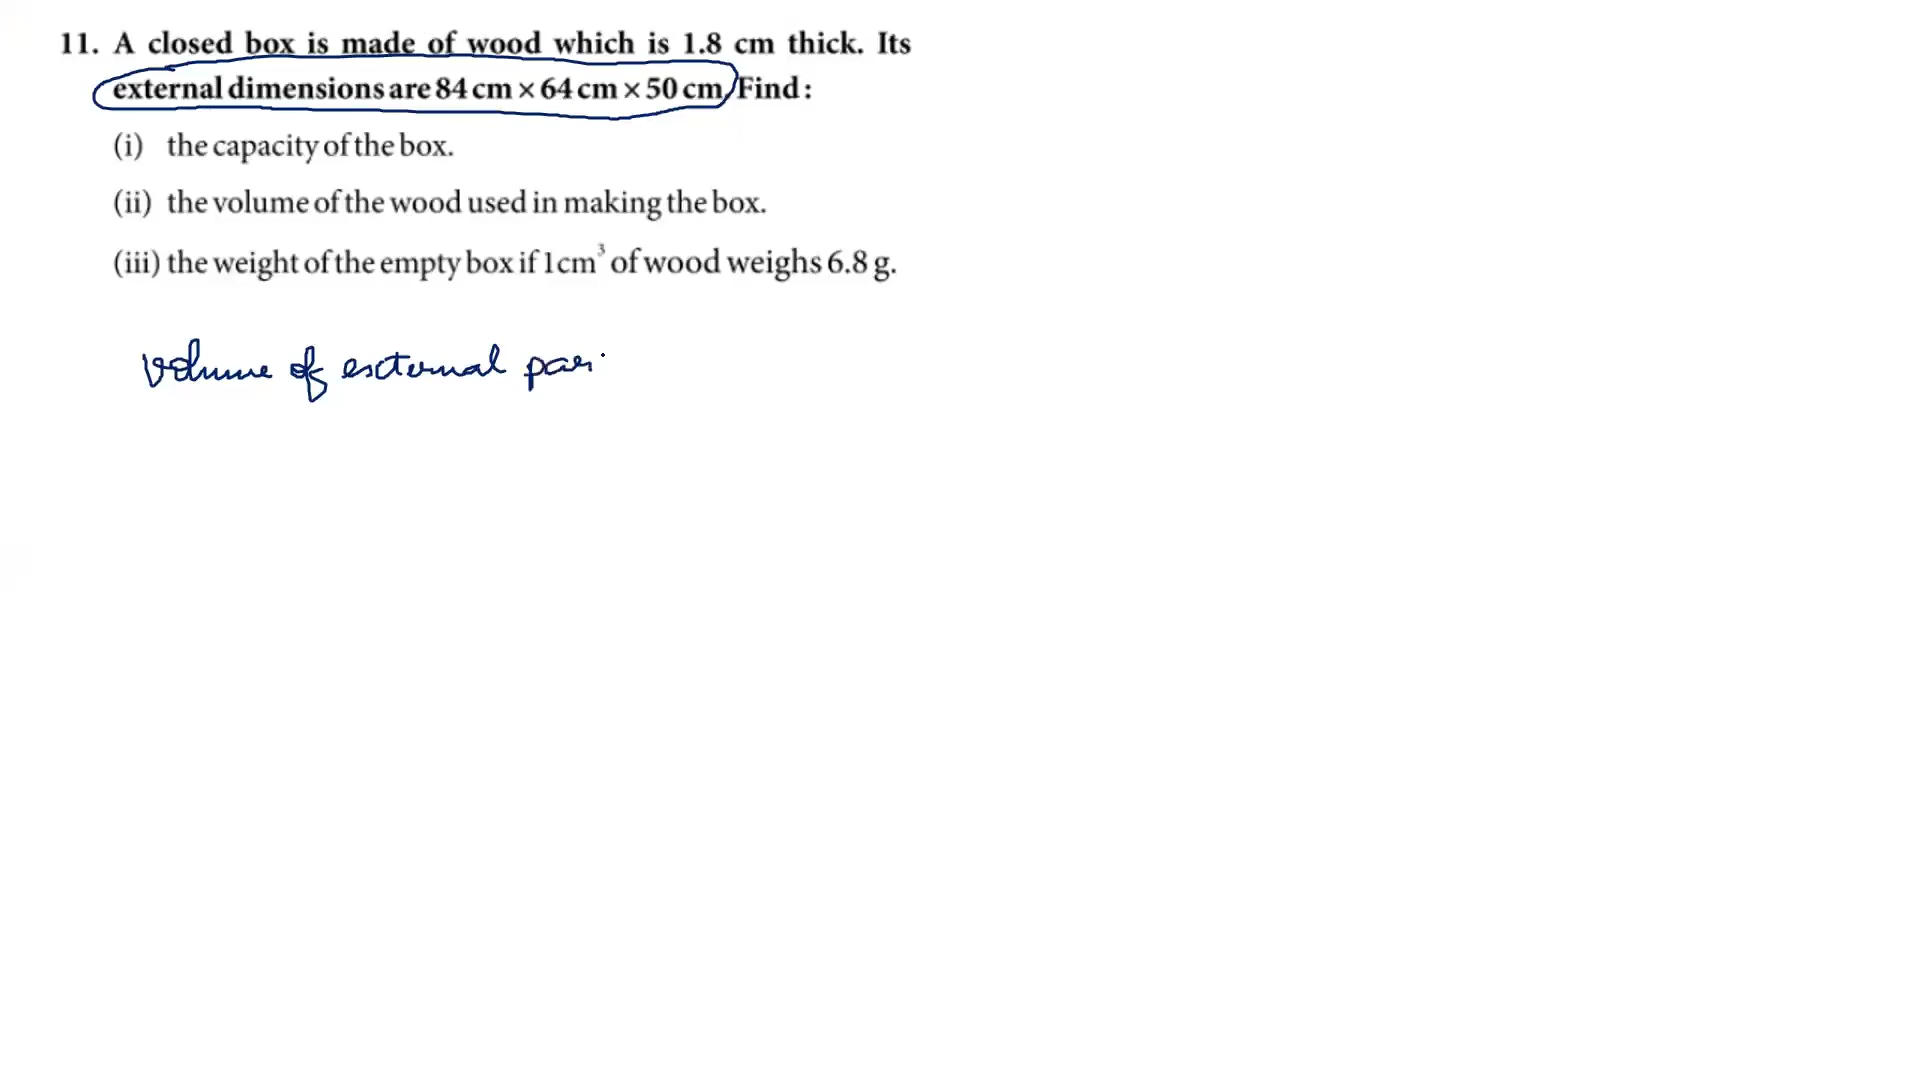 11. A closed box is made of wood which is 1.8 cm thick. Its
external dimensions are 84 cm × 64 cm × 50 cm. Find :
(i) the capacity of the box.
(ii) the volume of the wood used in making the box.
(iii) the weight of the empty box if 1cm³ of wood weighs 6.8 g.
Volume of external par